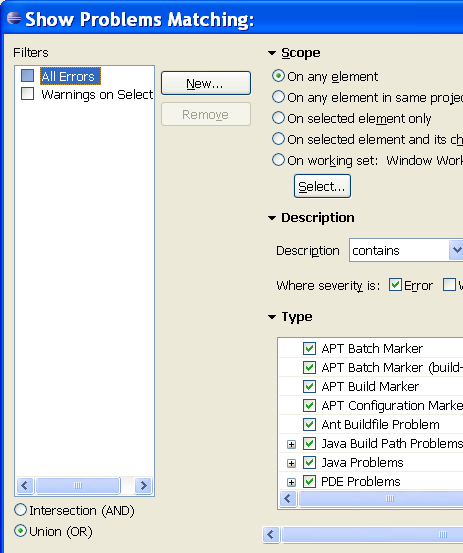 Show Problems Matching:
Filters
All Errors
Warnings on Select
New...
Remove
Intersection (AND)
Union (OR)
Scope
On any element
On any element in same projec
On selected element only
On selected element and its ch
On working set: Window Work
Select...
Description
Description contains
Where severity is: Error
Type
APT Batch Marker
APT Batch Marker (build-
APT Build Marker
APT Configuration Marke
Ant Buildfile Problem
Java Build Path Problems
Java Problems
PDE Problems